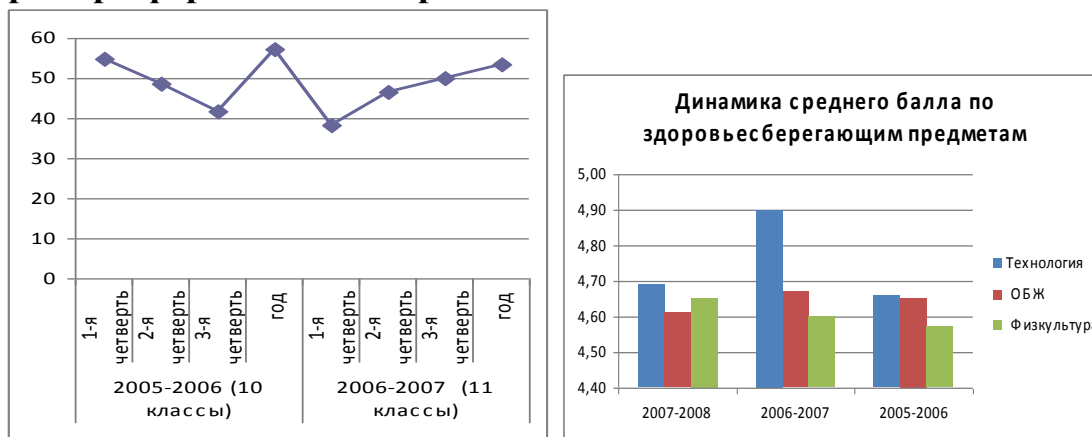 60
50
40
30
20
10
0
1-я четверть
2-я четверть
3-я четверть
год
1-я четверть
2-я четверть
3-я четверть
год
2005-2006 (10 классы)
2006-2007 (11 классы)
Динамика среднего балла по
здоровьесберегающим предметам
5,00
4,90
4,80
4,70
4,60
4,50
4,40
2007-2008
2006-2007
2005-2006
Технология
ОБЖ
Физкультура